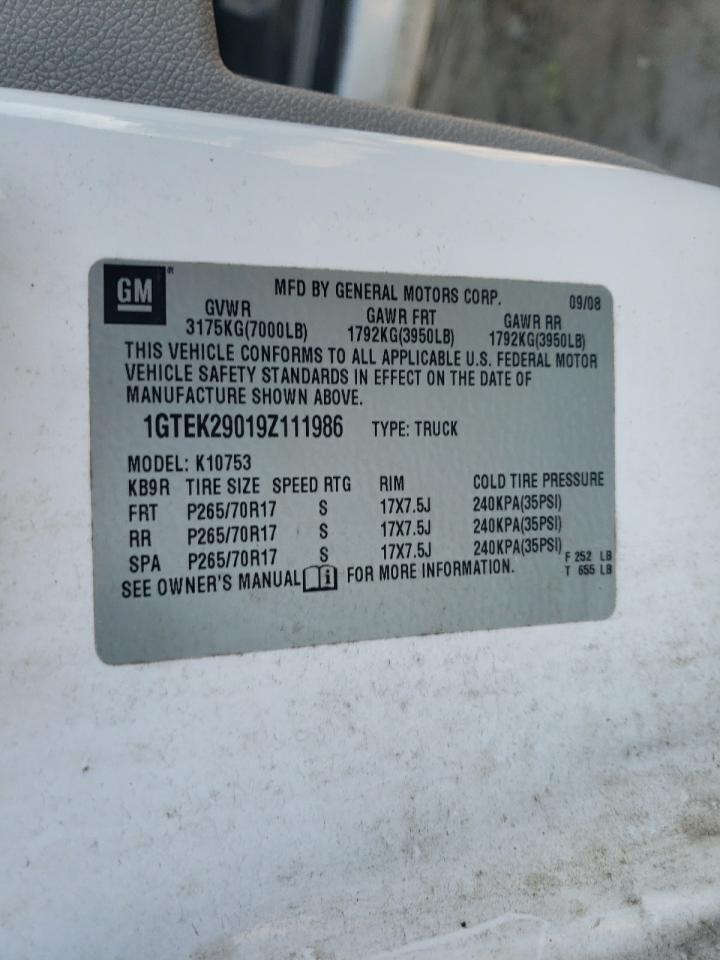 GM
MFD BY GENERAL MOTORS CORP. 09/08
GVWR GAWR FRT GAWR RR
3175KG(7000LB) 1792KG(3950LB) 1792KG(3950LB)
THIS VEHICLE CONFORMS TO ALL APPLICABLE U.S. FEDERAL MOTOR
VEHICLE SAFETY STANDARDS IN EFFECT ON THE DATE OF
MANUFACTURE SHOWN ABOVE.
1GTEK29019Z111986 TYPE: TRUCK
MODEL: K10753
KB9R TIRE SIZE SPEED RTG RIM COLD TIRE PRESSURE
FRT P265/70R17 S 17X7.5J 240KPA(35PSI)
RR P265/70R17 S 17X7.5J 240KPA(35PSI)
SPA P265/70R17 S 17X7.5J 240KPA(35PSI)
F 252 LB
T 655 LB
SEE OWNER'S MANUAL i FOR MORE INFORMATION.